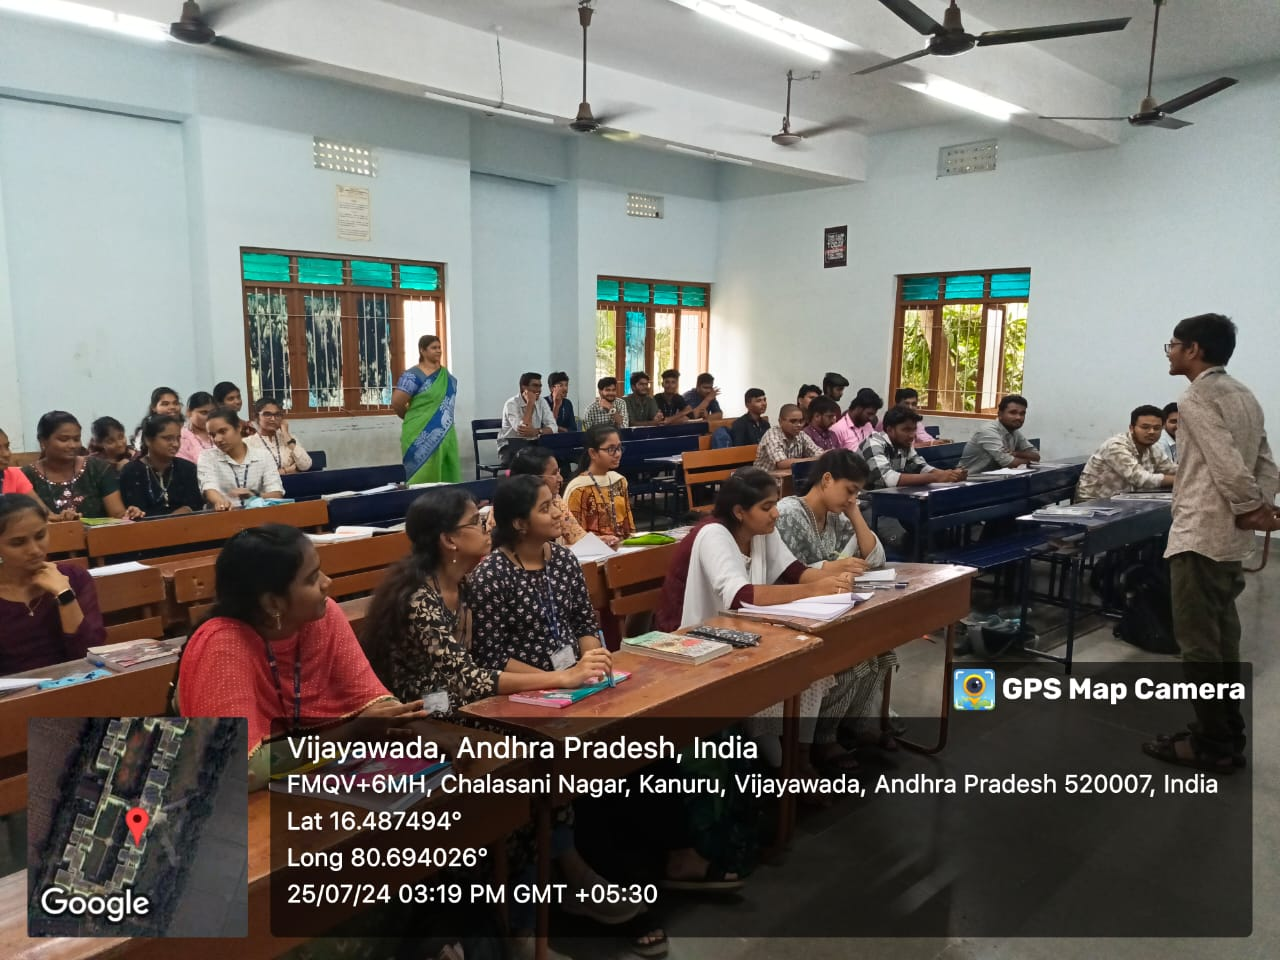 GPS Map Camera
Vijayawada, Andhra Pradesh, India
FMQV+6MH, Chalasani Nagar, Kanuru, Vijayawada, Andhra Pradesh 520007, India
Lat 16.487494°
Long 80.694026°
25/07/24 03:19 PM GMT +05:30
Google